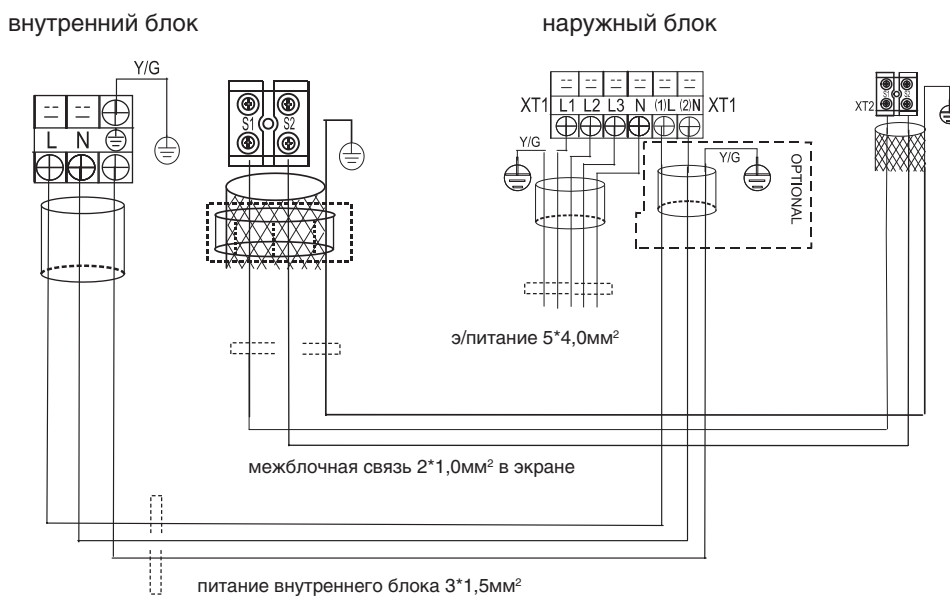 внутренний блок
наружный блок
Y/G
L N
S1 S2
XT1 L1 L2 L3 N (1)L (2)N XT1
XT2
Y/G
Y/G
OPTIONAL
э/питание 5*4,0мм²
межблочная связь 2*1,0мм² в экране
питание внутреннего блока 3*1,5мм²